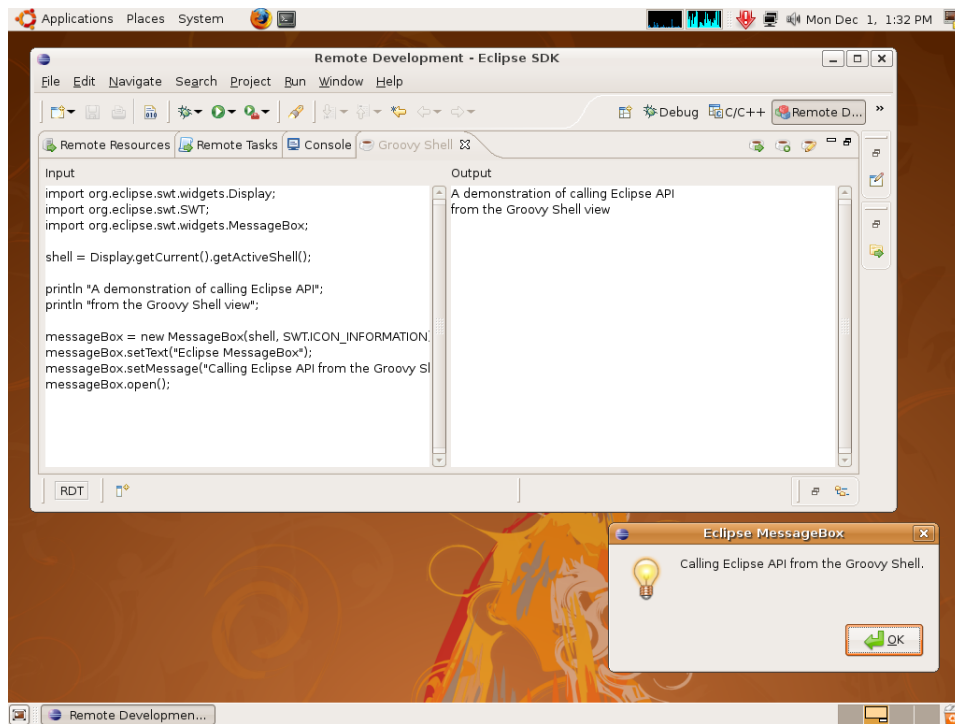 Applications Places System
Mon Dec 1, 1:32 PM
Remote Development - Eclipse SDK
File Edit Navigate Search Project Run Window Help
Debug C/C++ Remote D... »
Remote Resources Remote Tasks Console Groovy Shell
Input
import org.eclipse.swt.widgets.Display;
import org.eclipse.swt.SWT;
import org.eclipse.swt.widgets.MessageBox;
shell = Display.getCurrent().getActiveShell();
println "A demonstration of calling Eclipse API";
println "from the Groovy Shell view";
messageBox = new MessageBox(shell, SWT.ICON_INFORMATION)
messageBox.setText("Eclipse MessageBox");
messageBox.setMessage("Calling Eclipse API from the Groovy
messageBox.open();
Output
A demonstration of calling Eclipse API
from the Groovy Shell view
RDT
Eclipse MessageBox
Calling Eclipse API from the Groovy Shell.
OK
Remote Developmen...